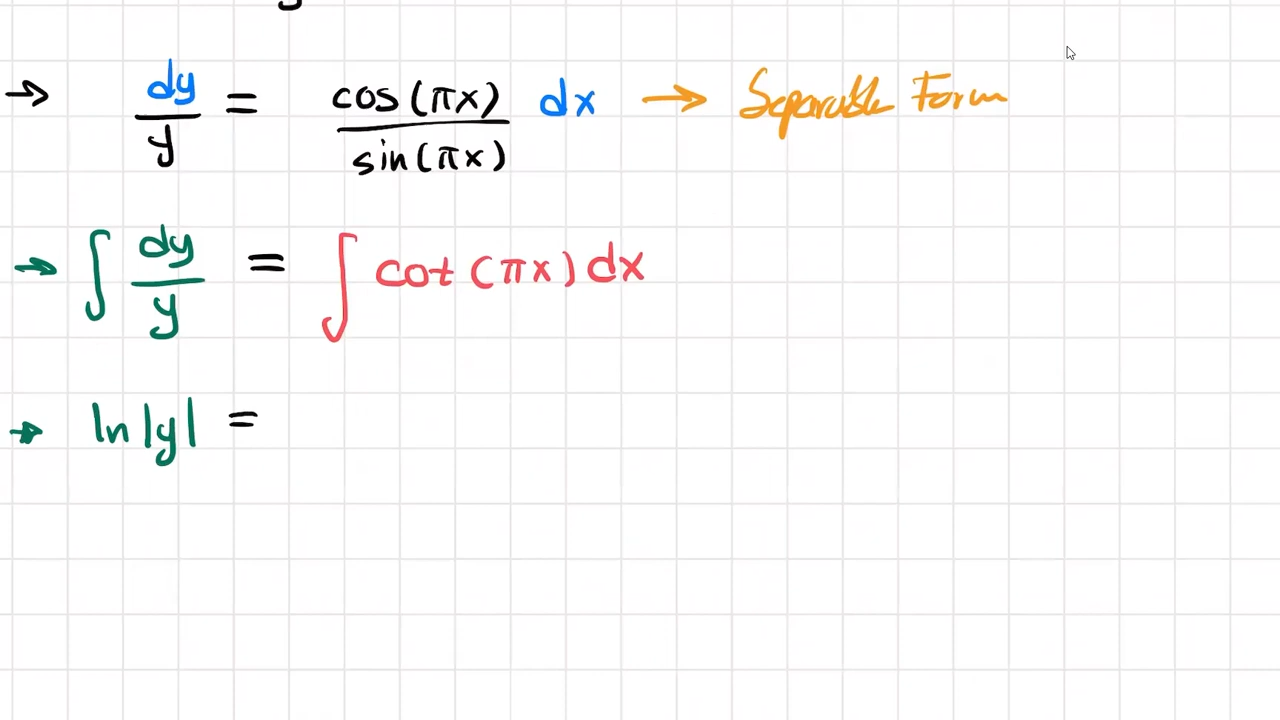 → dy/y = cos(πx)/sin(πx) dx → Separable Form
→ ∫ dy/y = ∫ cot(πx) dx
→ ln|y| =